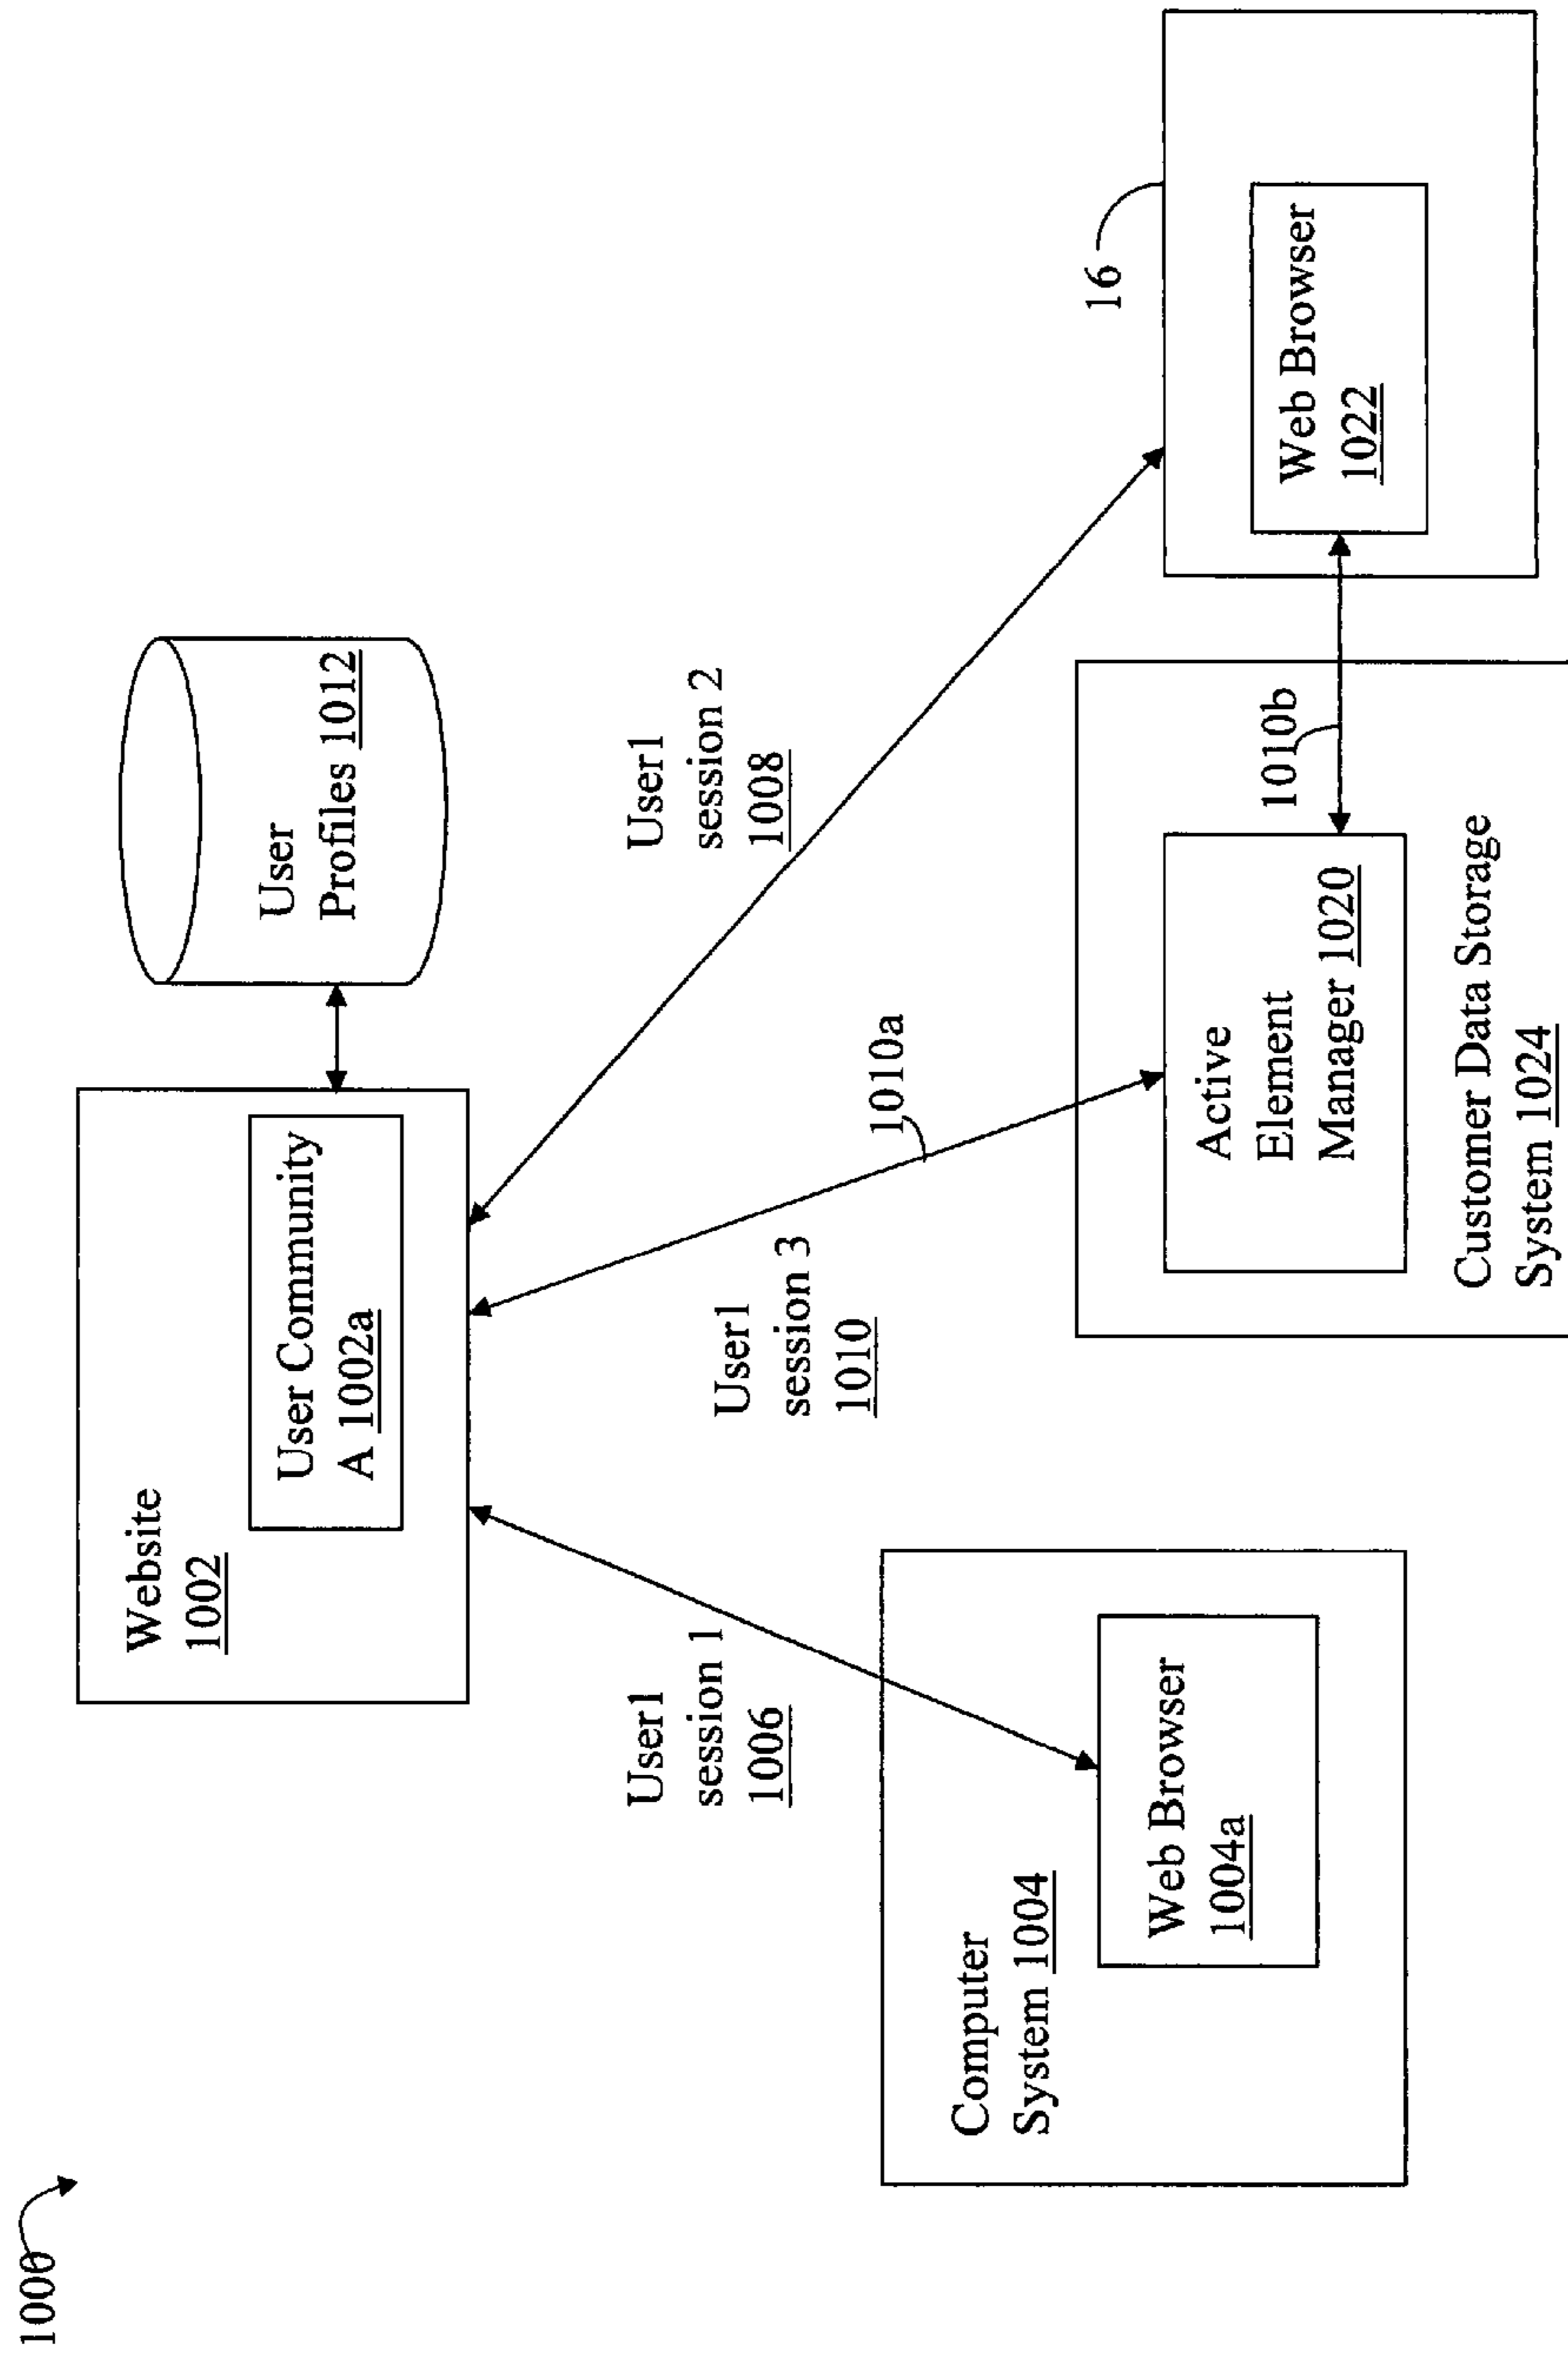 1000
Website
1002
User Community
A 1002a
User
Profiles 1012
User1
session 1
1006
User1
session 3
1010
1010a
User1
session 2
1008
Computer
System 1004
Web Browser
1004a
Active
Element
Manager 1020
Customer Data Storage
System 1024
1010b
16
Web Browser
1022